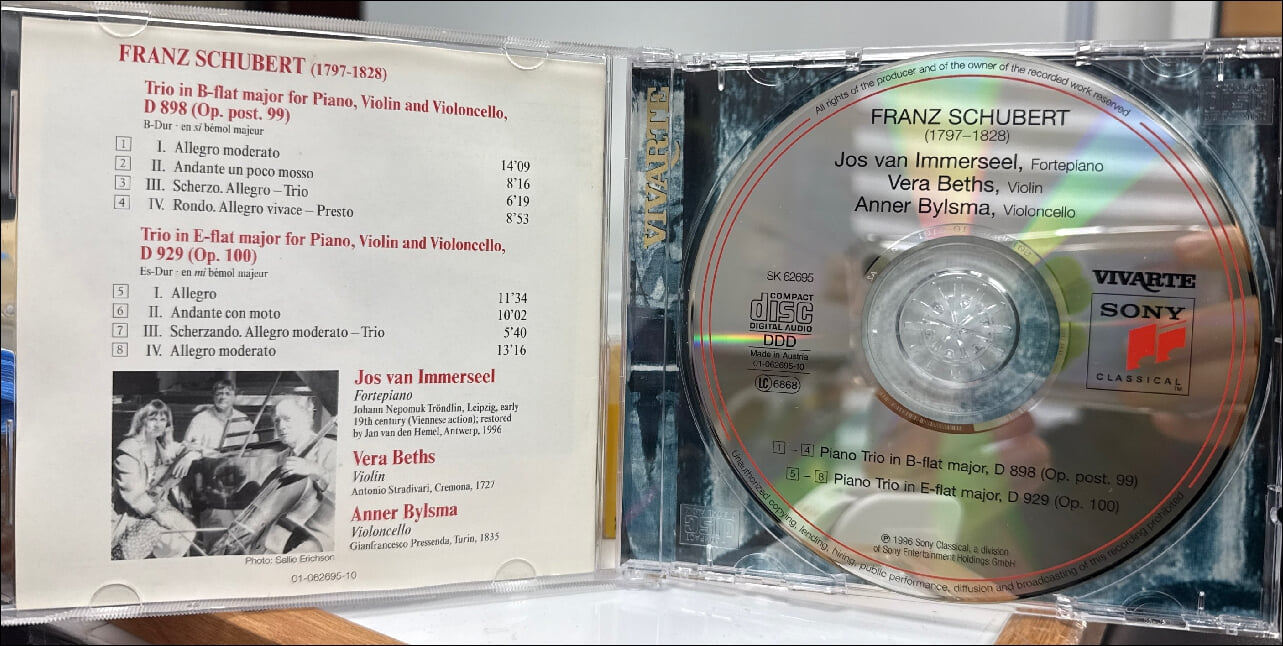 FRANZ SCHUBERT (1797-1828)
Trio in B-flat major for Piano, Violin and Violoncello,
D 898 (Op. post. 99)
B-Dur · en si bémol majeur
1 I. Allegro moderato 14'09
2 II. Andante un poco mosso 8'16
3 III. Scherzo. Allegro – Trio 6'19
4 IV. Rondo. Allegro vivace – Presto 8'53
Trio in E-flat major for Piano, Violin and Violoncello,
D 929 (Op. 100)
Es-Dur · en mi bémol majeur
5 I. Allegro 11'34
6 II. Andante con moto 10'02
7 III. Scherzando. Allegro moderato – Trio 5'40
8 IV. Allegro moderato 13'16
Jos van Immerseel
Fortepiano
Johann Nepomuk Tröndlin, Leipzig, early
19th century (Viennese action); restored
by Jan van den Hemel, Antwerp, 1996
Vera Beths
Violin
Antonio Stradivari, Cremona, 1727
Anner Bylsma
Violoncello
Gianfrancesco Pressenda, Turin, 1835
Photo: Sellio Erichson
01-062695-10
VIVARTE
All rights of the producer and of the owner of the recorded work reserved
FRANZ SCHUBERT
(1797–1828)
Jos van Immerseel, Fortepiano
Vera Beths, Violin
Anner Bylsma, Violoncello
SK 62695
COMPACT
disc
DIGITAL AUDIO
DDD
Made in Austria
01-062695-10
LC 6868
VIVARTE
SONY
CLASSICAL TM
1 - 4 Piano Trio in B-flat major, D 898 (Op. post. 99)
5 - 8 Piano Trio in E-flat major, D 929 (Op. 100)
℗ 1996 Sony Classical, a division
of Sony Entertainment Holdings GmbH
Unauthorized copying, lending, hiring, public performance, diffusion and broadcasting of this recording prohibited